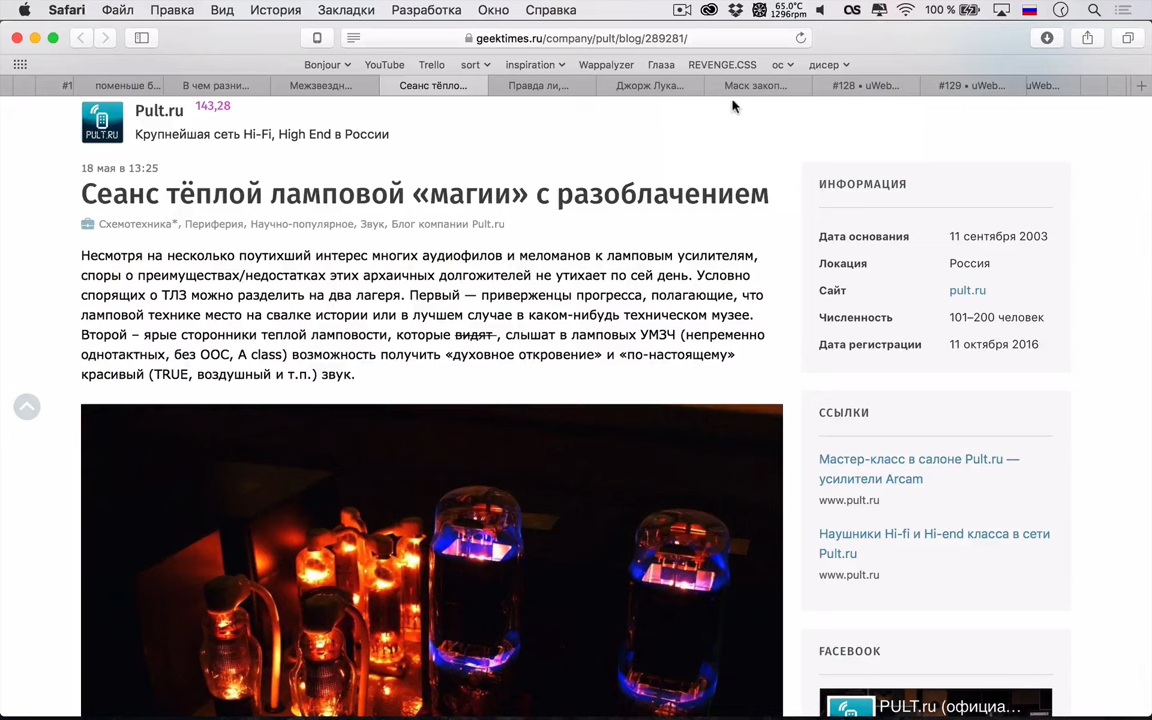 Safari Файл Правка Вид История Закладки Разработка Окно Справка
65.0°C
1296rpm
100 %
geektimes.ru/company/pult/blog/289281/
Bonjour YouTube Trello sort inspiration Wappalyzer Глаза REVENGE.CSS ос дисер
#1 поменьше б... В чем разни... Межзвездн... Сеанс тёпло... Правда ли,... Джорж Лука... Маск закоп... #128 • uWeb... #129 • uWeb... uWeb...
Pult.ru 143,28
PULT.RU
Крупнейшая сеть Hi-Fi, High End в России
18 мая в 13:25
Сеанс тёплой ламповой «магии» с разоблачением
Схемотехника*, Периферия, Научно-популярное, Звук, Блог компании Pult.ru
Несмотря на несколько поутихший интерес многих аудиофилов и меломанов к ламповым усилителям,
споры о преимуществах/недостатках этих архаичных долгожителей не утихает по сей день. Условно
спорящих о ТЛЗ можно разделить на два лагеря. Первый — приверженцы прогресса, полагающие, что
ламповой технике место на свалке истории или в лучшем случае в каком-нибудь техническом музее.
Второй – ярые сторонники теплой ламповости, которые видят , слышат в ламповых УМЗЧ (непременно
однотактных, без ООС, A class) возможность получить «духовное откровение» и «по-настоящему»
красивый (TRUE, воздушный и т.п.) звук.
ИНФОРМАЦИЯ
Дата основания 11 сентября 2003
Локация Россия
Сайт pult.ru
Численность 101–200 человек
Дата регистрации 11 октября 2016
ССЫЛКИ
Мастер-класс в салоне Pult.ru —
усилители Arcam
www.pult.ru
Наушники Hi-fi и Hi-end класса в сети
Pult.ru
www.pult.ru
FACEBOOK
PULT.ru (официа...